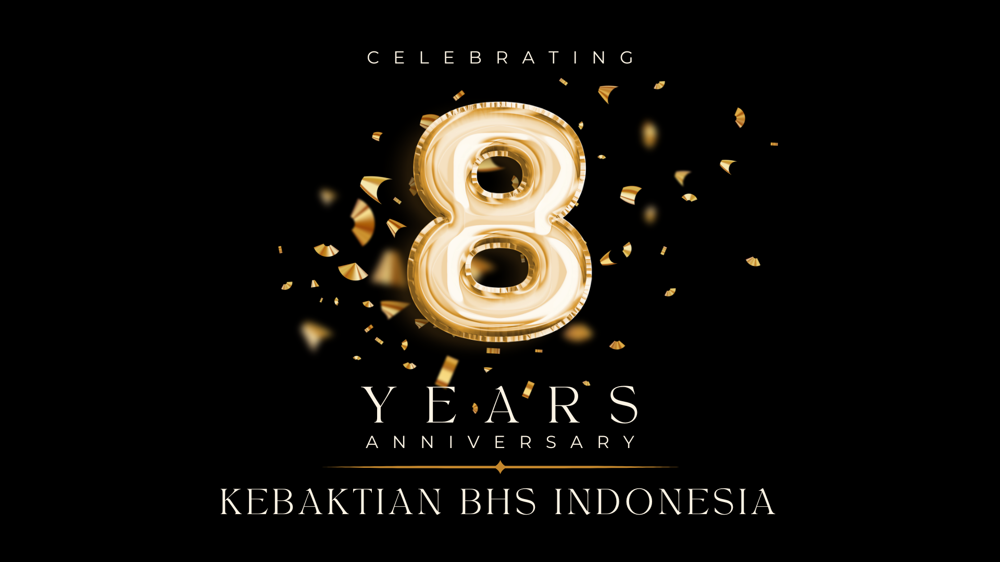 CELEBRATING
8
YEARS
ANNIVERSARY
KEBAKTIAN BHS INDONESIA